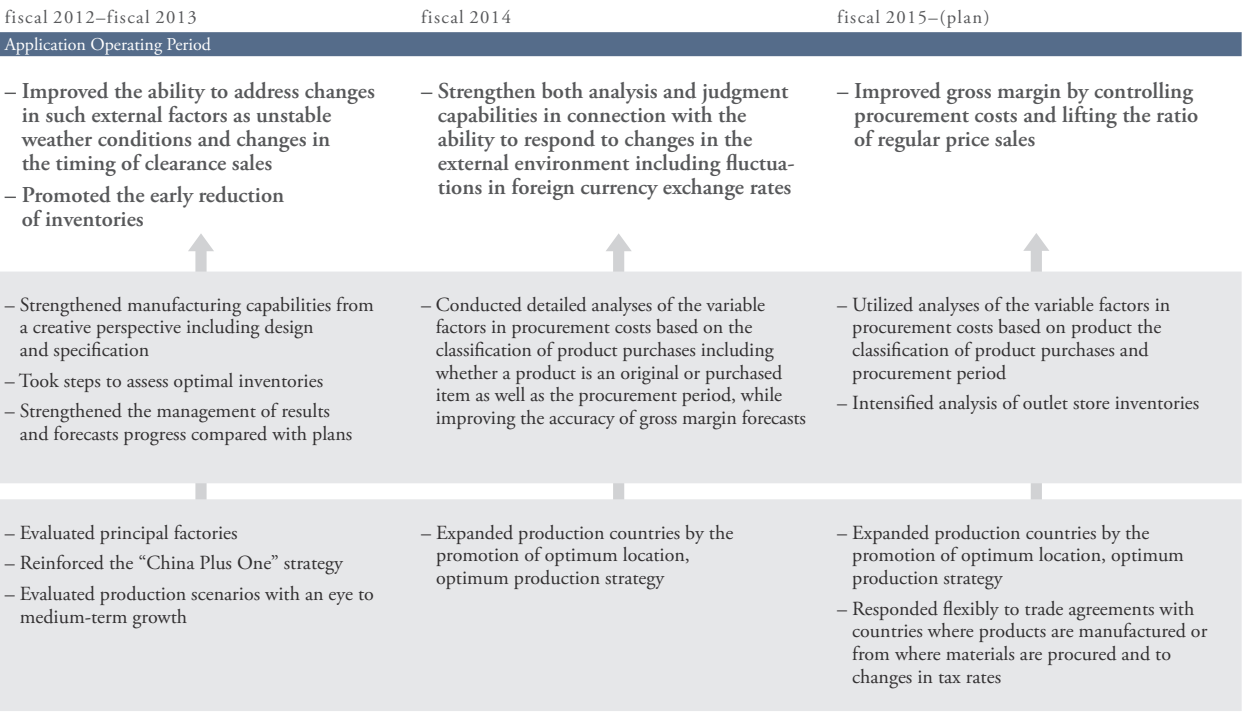 fiscal 2012–fiscal 2013
fiscal 2014
fiscal 2015–(plan)
Application Operating Period
– Improved the ability to address changes
in such external factors as unstable
weather conditions and changes in
the timing of clearance sales
– Promoted the early reduction
of inventories
– Strengthen both analysis and judgment
capabilities in connection with the
ability to respond to changes in the
external environment including fluctua-
tions in foreign currency exchange rates
– Improved gross margin by controlling
procurement costs and lifting the ratio
of regular price sales
– Strengthened manufacturing capabilities from
a creative perspective including design
and specification
– Took steps to assess optimal inventories
– Strengthened the management of results
and forecasts progress compared with plans
– Conducted detailed analyses of the variable
factors in procurement costs based on the
classification of product purchases including
whether a product is an original or purchased
item as well as the procurement period, while
improving the accuracy of gross margin forecasts
– Utilized analyses of the variable factors in
procurement costs based on product the
classification of product purchases and
procurement period
– Intensified analysis of outlet store inventories
– Evaluated principal factories
– Reinforced the “China Plus One” strategy
– Evaluated production scenarios with an eye to
medium-term growth
– Expanded production countries by the
promotion of optimum location,
optimum production strategy
– Expanded production countries by the
promotion of optimum location, optimum
production strategy
– Responded flexibly to trade agreements with
countries where products are manufactured or
from where materials are procured and to
changes in tax rates